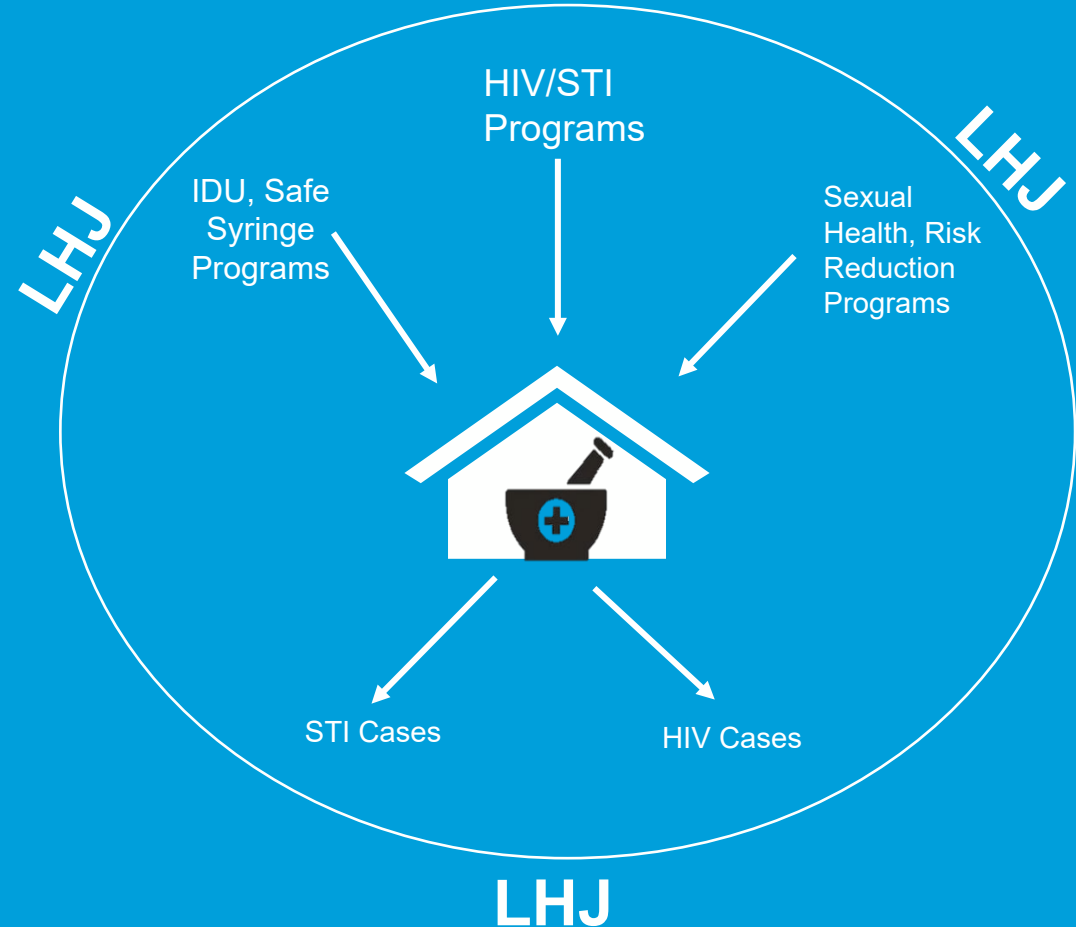 HIV/STI
Programs
LHJ
LHJ
IDU, Safe
Syringe
Programs
Sexual
Health, Risk
Reduction
Programs
STI Cases
HIV Cases
LHJ